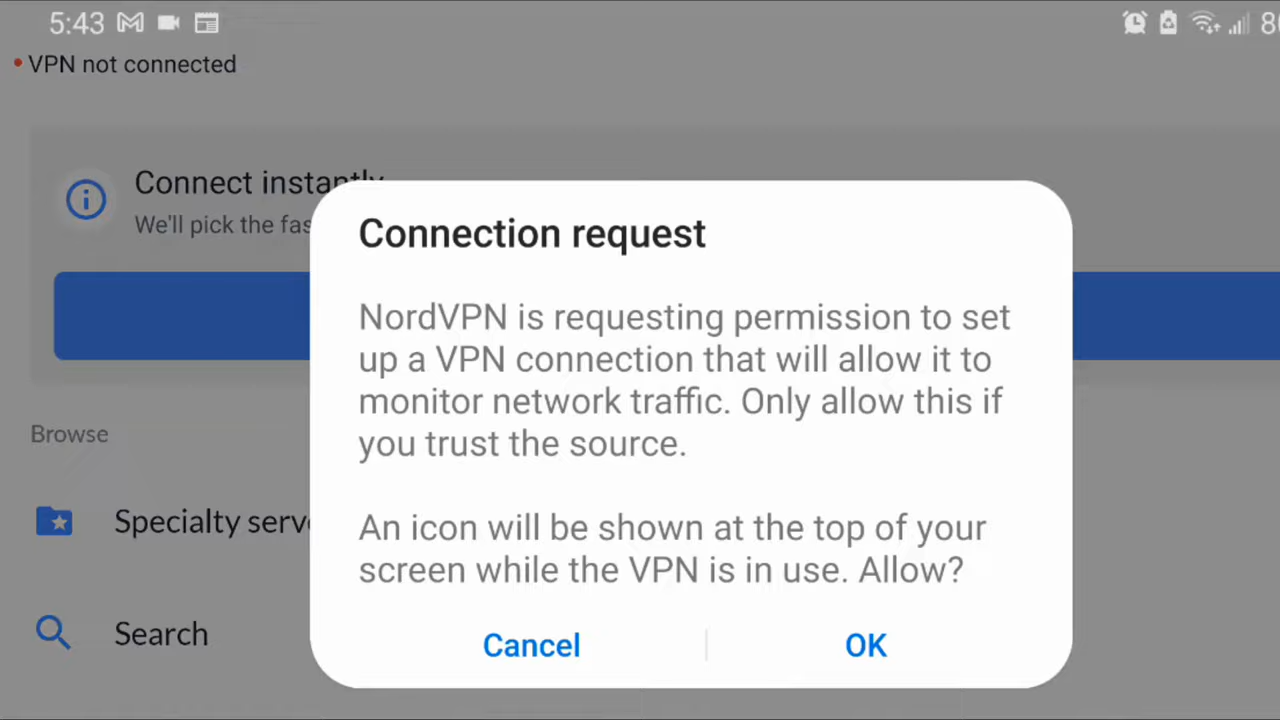 5:43
VPN not connected
Connect instantly
We'll pick the
Connection request
NordVPN is requesting permission to set
up a VPN connection that will allow it to
monitor network traffic. Only allow this if
you trust the source.
An icon will be shown at the top of your
screen while the VPN is in use. Allow?
Cancel
OK
Browse
Specialty
Search